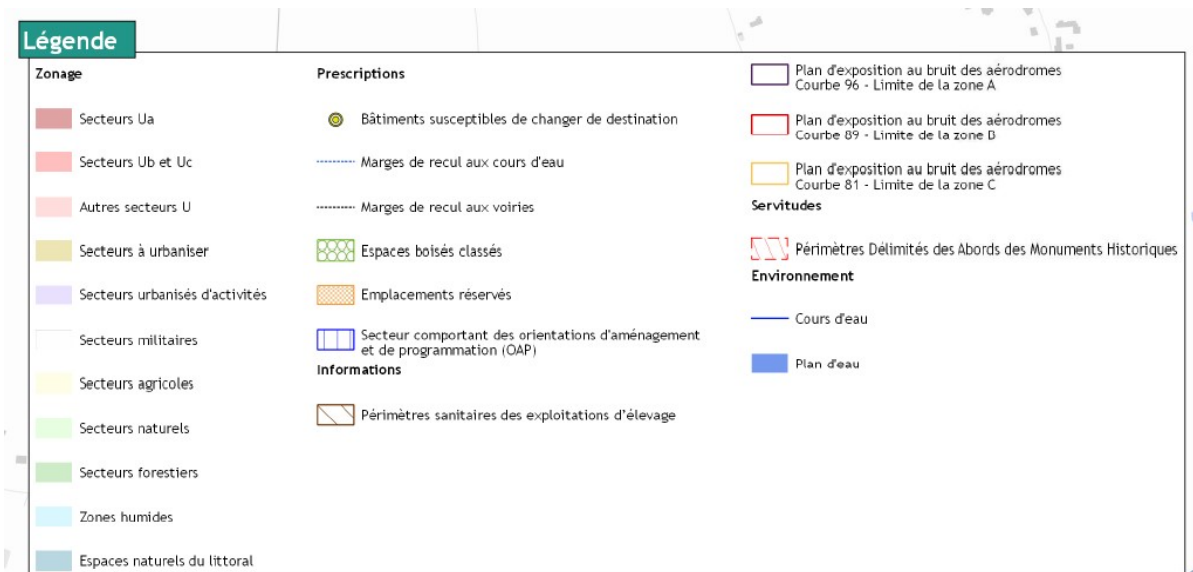 Légende
Zonage
Secteurs Ua
Secteurs Ub et Uc
Autres secteurs U
Secteurs à urbaniser
Secteurs urbanisés d'activités
Secteurs militaires
Secteurs agricoles
Secteurs naturels
Secteurs forestiers
Zones humides
Espaces naturels du littoral
Prescriptions
Bâtiments susceptibles de changer de destination
Marges de recul aux cours d'eau
Marges de recul aux voiries
Espaces boisés classés
Emplacements réservés
Secteur comportant des orientations d'aménagement
et de programmation (OAP)
Informations
Périmètres sanitaires des exploitations d'élevage
Plan d'exposition au bruit des aérodromes
Courbe 96 - Limite de la zone A
Plan d'exposition au bruit des aérodromes
Courbe 89 - Limite de la zone B
Plan d'exposition au bruit des aérodromes
Courbe 81 - Limite de la zone C
Servitudes
Périmètres Délimités des Abords des Monuments Historiques
Environnement
Cours d'eau
Plan d'eau